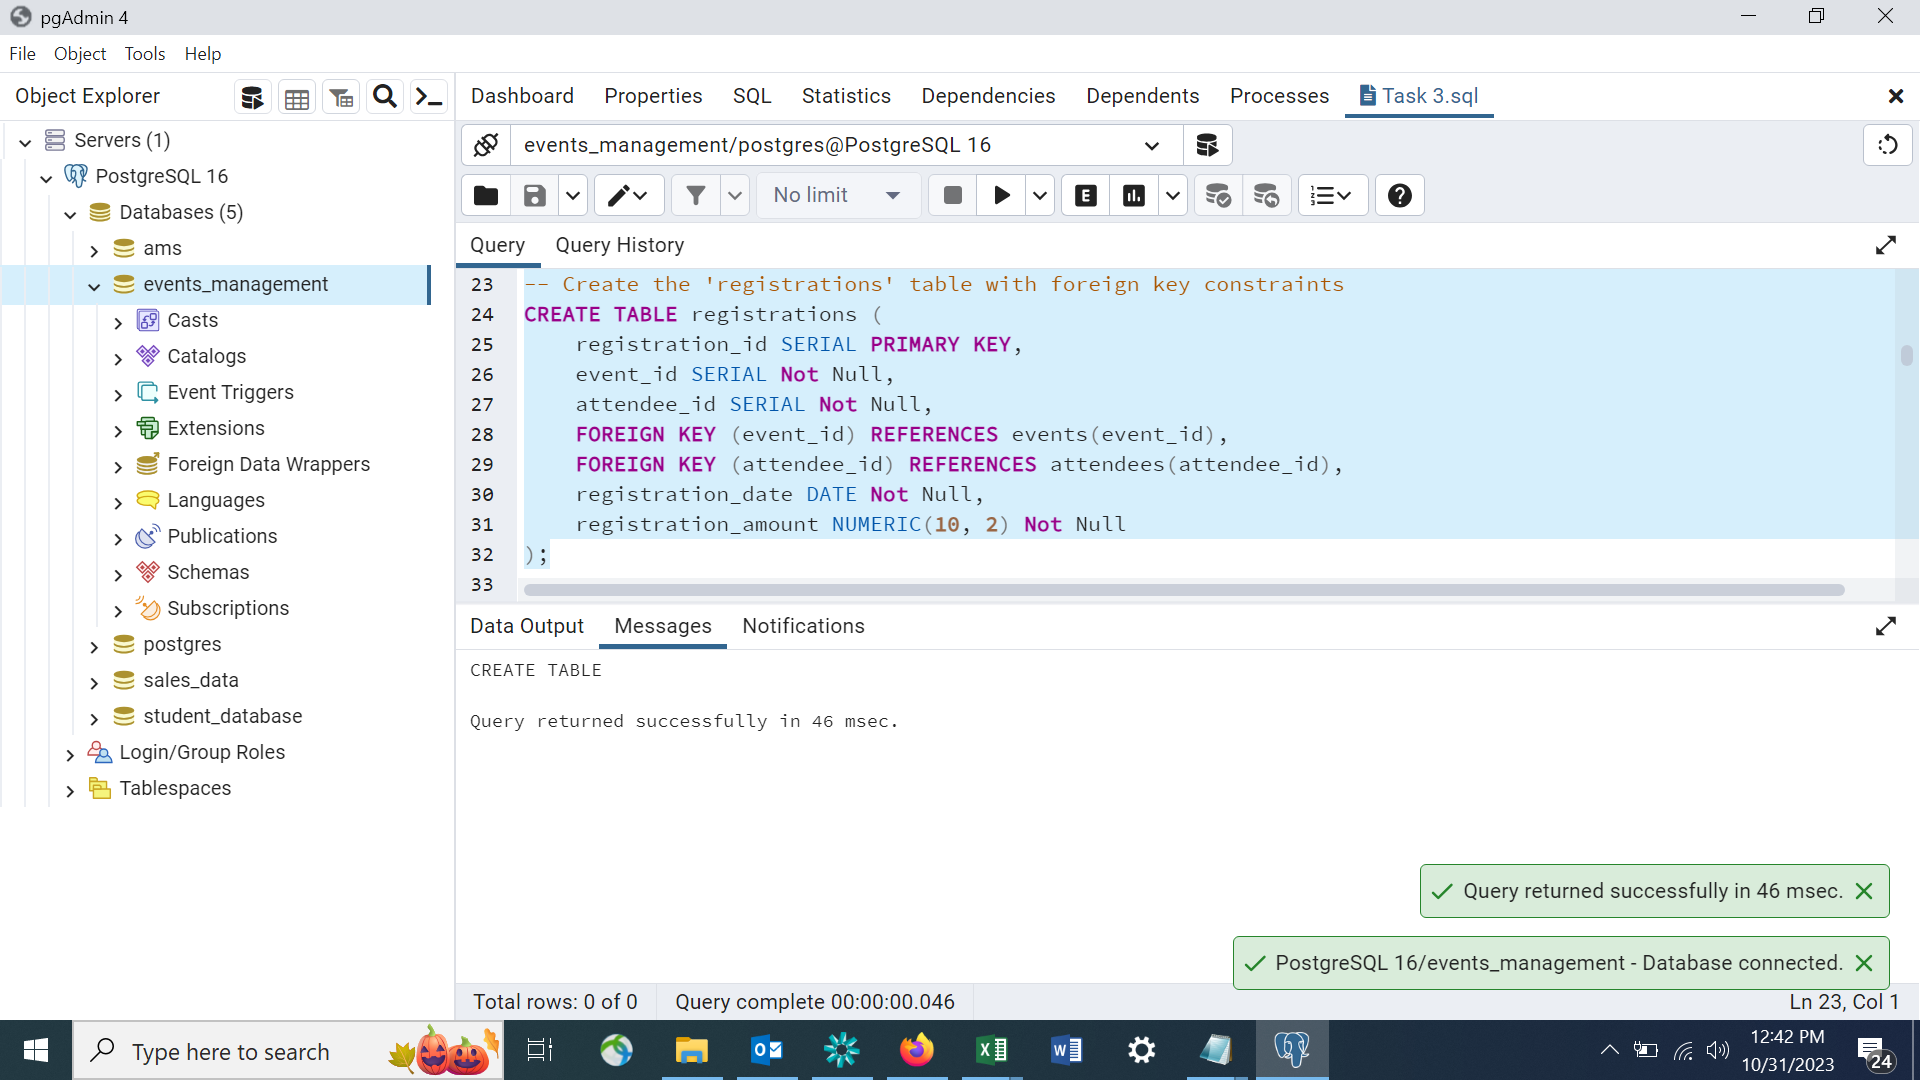 pgAdmin 4
File Object Tools Help
Object Explorer
Dashboard Properties SQL Statistics Dependencies Dependents Processes Task 3.sql
Servers (1)
PostgreSQL 16
Databases (5)
ams
events_management
Casts
Catalogs
Event Triggers
Extensions
Foreign Data Wrappers
Languages
Publications
Schemas
Subscriptions
postgres
sales_data
student_database
Login/Group Roles
Tablespaces
events_management/postgres@PostgreSQL 16
No limit
E
Query Query History
23 -- Create the 'registrations' table with foreign key constraints
24 CREATE TABLE registrations (
25 registration_id SERIAL PRIMARY KEY,
26 event_id SERIAL Not Null,
27 attendee_id SERIAL Not Null,
28 FOREIGN KEY (event_id) REFERENCES events(event_id),
29 FOREIGN KEY (attendee_id) REFERENCES attendees(attendee_id),
30 registration_date DATE Not Null,
31 registration_amount NUMERIC(10, 2) Not Null
32 );
33
Data Output Messages Notifications
CREATE TABLE
Query returned successfully in 46 msec.
Query returned successfully in 46 msec.
PostgreSQL 16/events_management - Database connected.
Total rows: 0 of 0 Query complete 00:00:00.046 Ln 23, Col 1
Type here to search
12:42 PM
10/31/2023
24